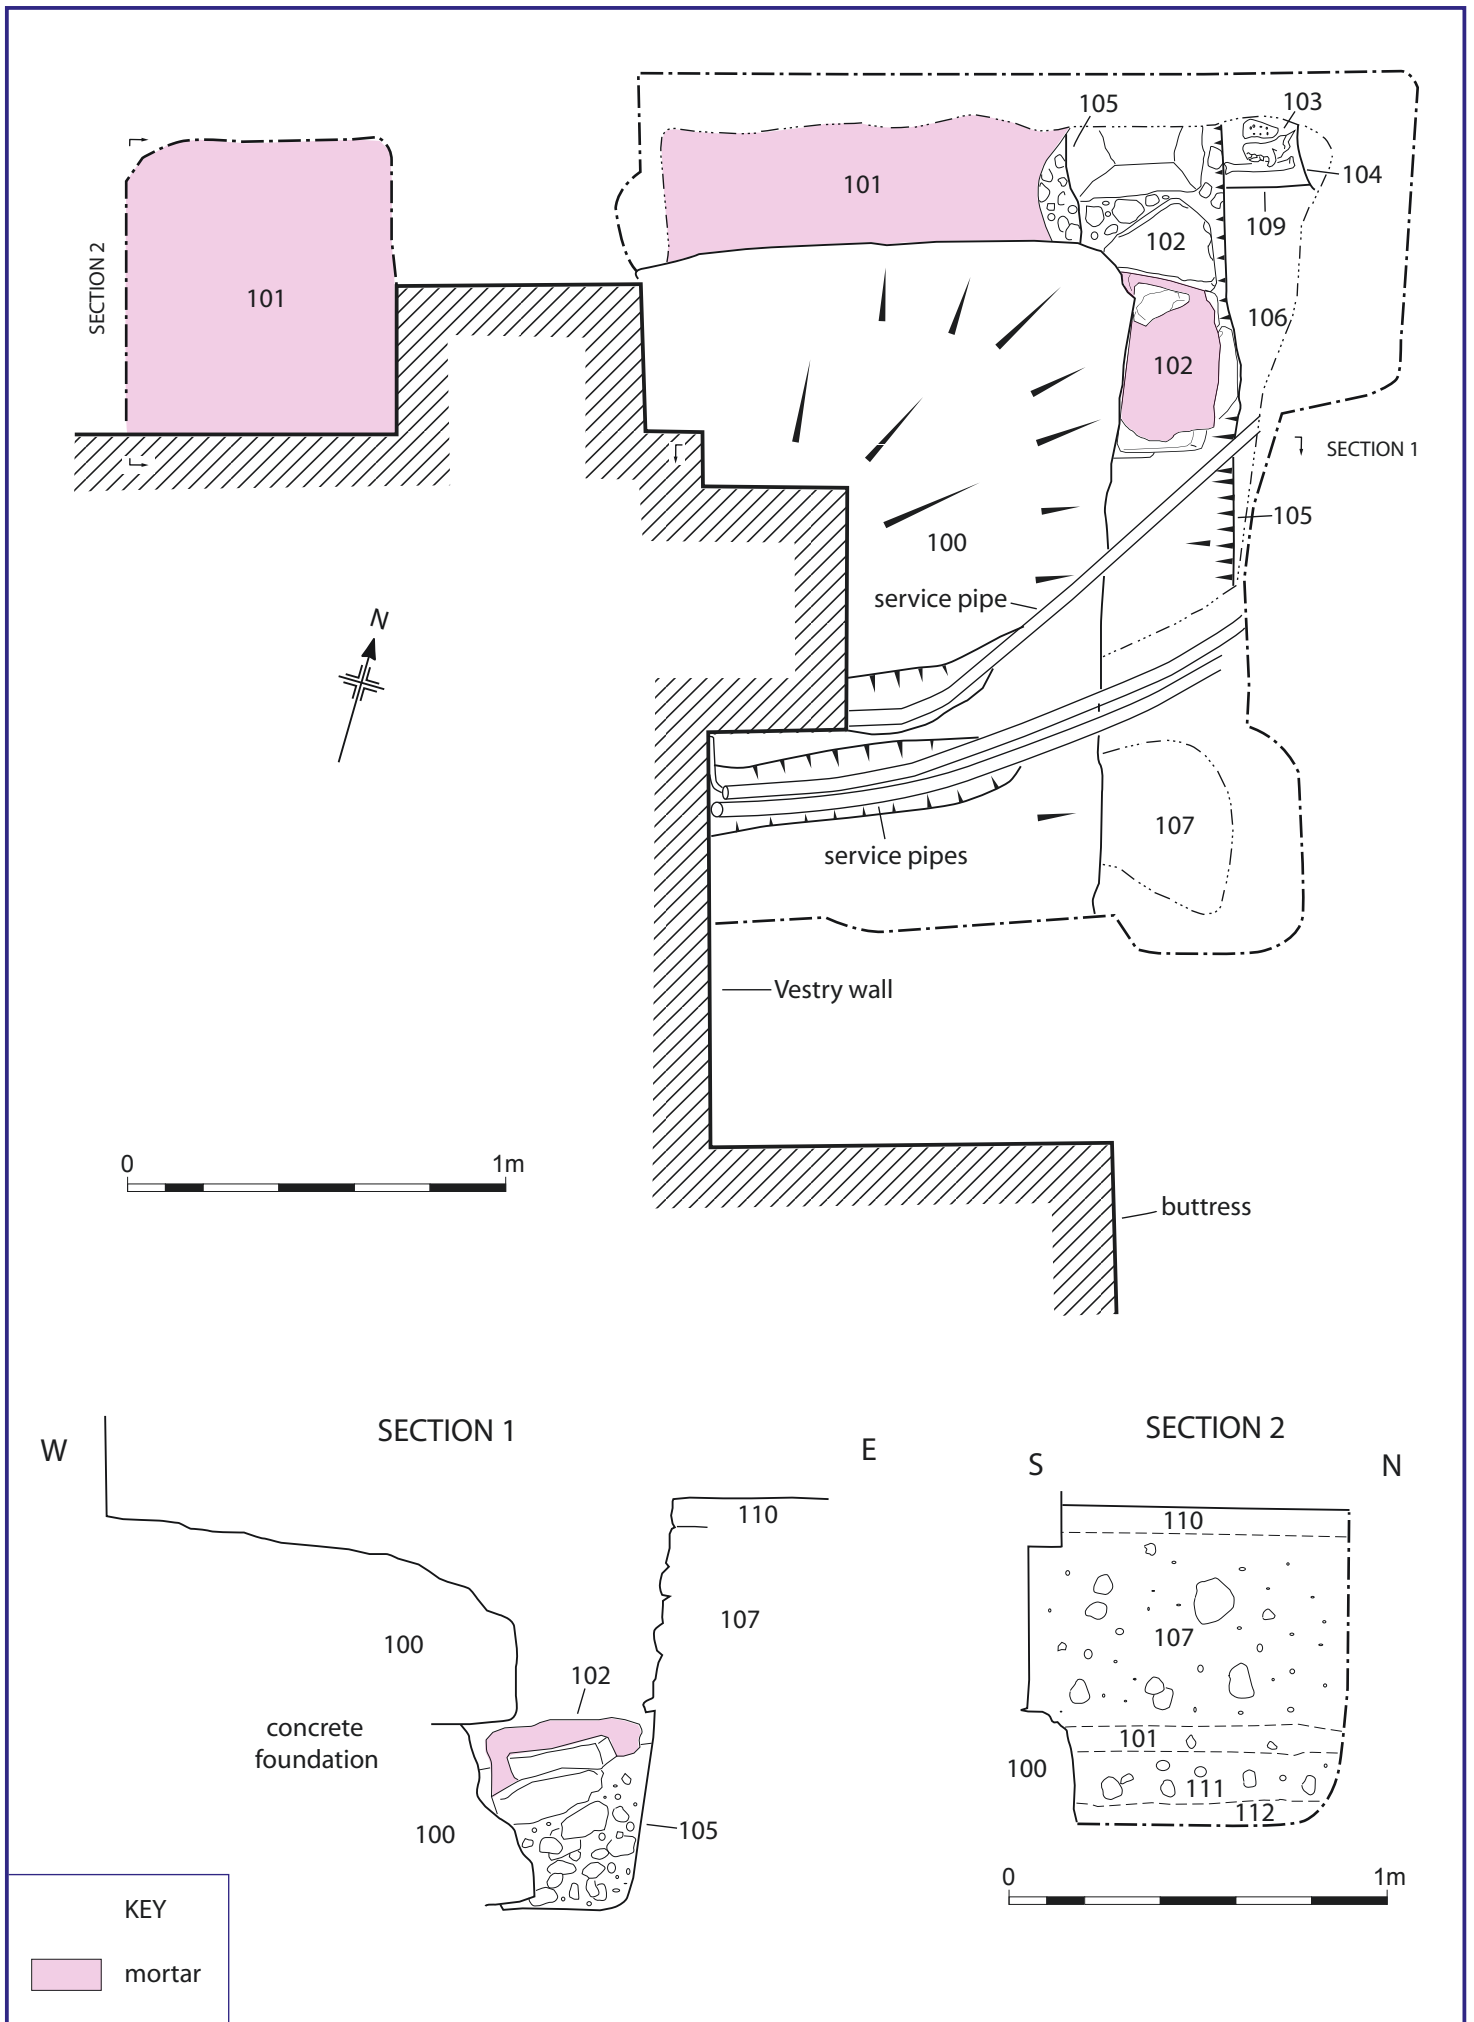 105
103
101
104
102
109
SECTION 2
101
106
102
SECTION 1
105
100
service pipe
N
107
service pipes
Vestry wall
0 1m
buttress
SECTION 1
SECTION 2
W
E
S
N
110
110
107
107
100
102
concrete
foundation
101
100
111
112
100
105
0 1m
KEY
mortar